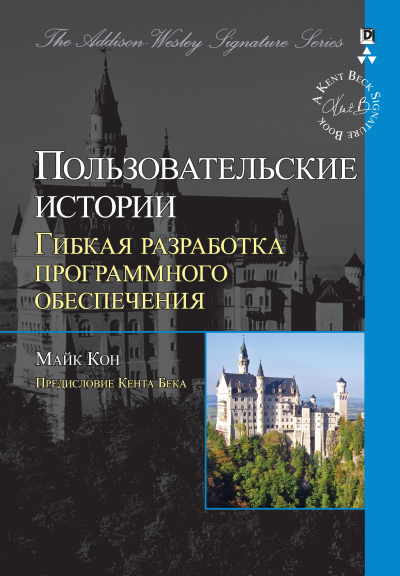 The Addison-Wesley Signature Series
A KENT BECK SIGNATURE BOOK
ПОЛЬЗОВАТЕЛЬСКИЕ
ИСТОРИИ
ГИБКАЯ РАЗРАБОТКА
ПРОГРАММНОГО
ОБЕСПЕЧЕНИЯ
МАЙК КОН
ПРЕДИСЛОВИЕ КЕНТА БЕКА